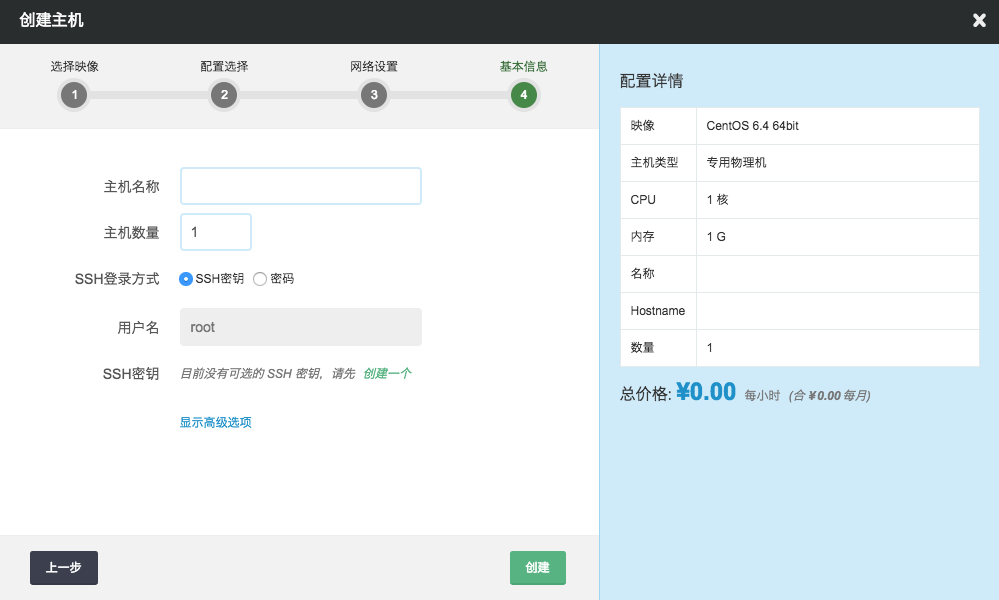 创建主机
选择映像 配置选择 网络设置 基本信息
1 2 3 4
主机名称
主机数量 1
SSH登录方式 SSH密钥 密码
用户名 root
SSH密钥 目前没有可选的 SSH 密钥，请先 创建一个
显示高级选项
上一步 创建
配置详情
映像 CentOS 6.4 64bit
主机类型 专用物理机
CPU 1 核
内存 1 G
名称
Hostname
数量 1
总价格: ¥0.00 每小时 (合 ¥0.00 每月)